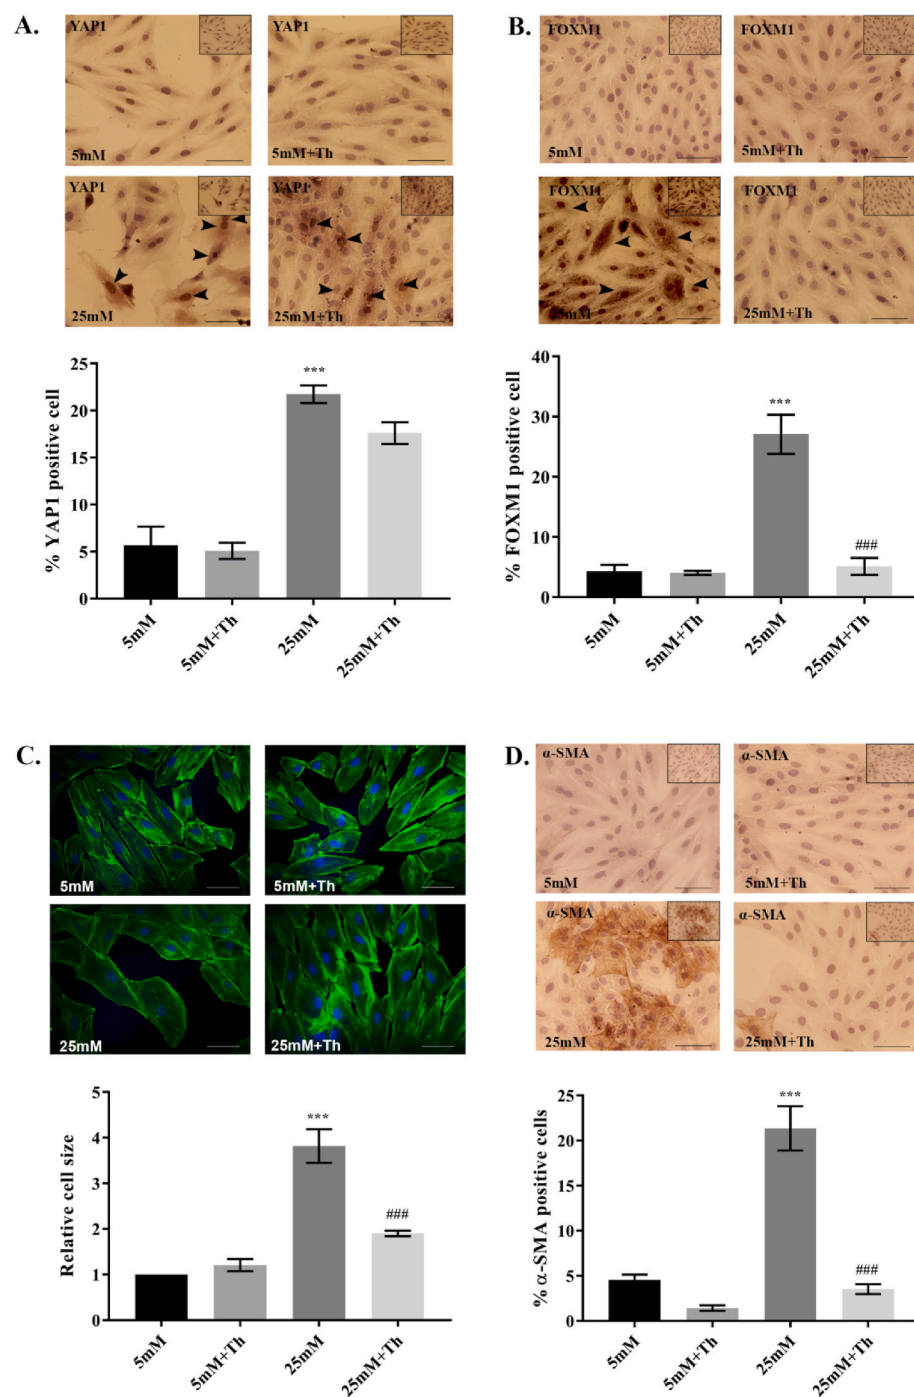 A.
YAP1
YAP1
5mM
5mM+Th
YAP1
YAP1
25mM
25mM+Th
% YAP1 positive cell
25
20
15
10
5
0
***
5mM
5mM+Th
25mM
25mM+Th
B.
FOXM1
FOXM1
5mM
5mM+Th
FOXM1
FOXM1
25mM
25mM+Th
% FOXM1 positive cell
40
30
20
10
0
***
###
5mM
5mM+Th
25mM
25mM+Th
C.
5mM
5mM+Th
25mM
25mM+Th
Relative cell size
5
4
3
2
1
0
***
###
5mM
5mM+Th
25mM
25mM+Th
D.
α-SMA
α-SMA
5mM
5mM+Th
α-SMA
α-SMA
25mM
25mM+Th
% α-SMA positive cells
25
20
15
10
5
0
***
###
5mM
5mM+Th
25mM
25mM+Th